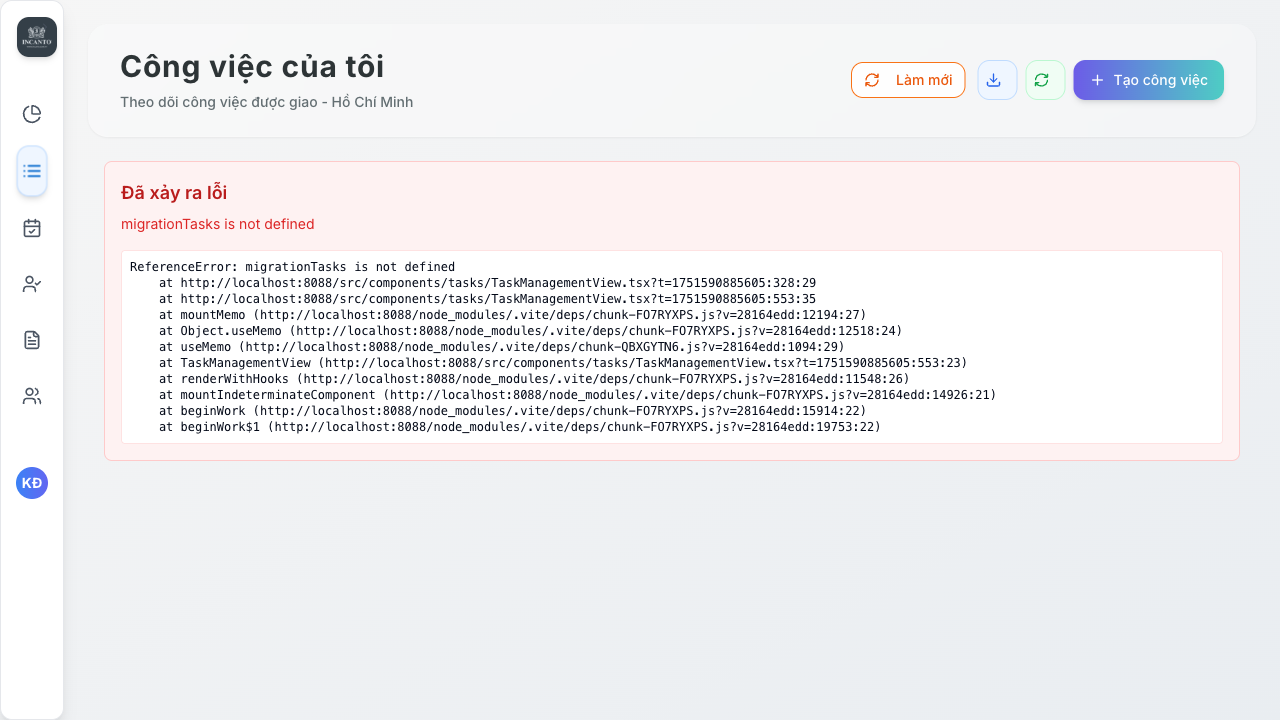 INCANTO
Công việc của tôi
Theo dõi công việc được giao - Hồ Chí Minh
Làm mới
Tạo công việc
Đã xảy ra lỗi
migrationTasks is not defined
ReferenceError: migrationTasks is not defined
    at http://localhost:8088/src/components/tasks/TaskManagementView.tsx?t=1751590885605:328:29
    at http://localhost:8088/src/components/tasks/TaskManagementView.tsx?t=1751590885605:553:35
    at mountMemo (http://localhost:8088/node_modules/.vite/deps/chunk-FO7RYXPS.js?v=28164edd:12194:27)
    at Object.useMemo (http://localhost:8088/node_modules/.vite/deps/chunk-FO7RYXPS.js?v=28164edd:12518:24)
    at useMemo (http://localhost:8088/node_modules/.vite/deps/chunk-QBXGYTN6.js?v=28164edd:1094:29)
    at TaskManagementView (http://localhost:8088/src/components/tasks/TaskManagementView.tsx?t=1751590885605:553:23)
    at renderWithHooks (http://localhost:8088/node_modules/.vite/deps/chunk-FO7RYXPS.js?v=28164edd:11548:26)
    at mountIndeterminateComponent (http://localhost:8088/node_modules/.vite/deps/chunk-FO7RYXPS.js?v=28164edd:14926:21)
    at beginWork (http://localhost:8088/node_modules/.vite/deps/chunk-FO7RYXPS.js?v=28164edd:15914:22)
    at beginWork$1 (http://localhost:8088/node_modules/.vite/deps/chunk-FO7RYXPS.js?v=28164edd:19753:22)
KĐ